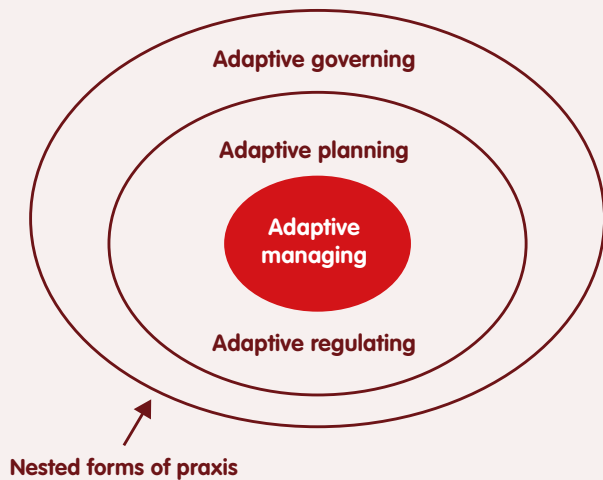 Adaptive governing
Adaptive planning
Adaptive
managing
Adaptive regulating
Nested forms of praxis